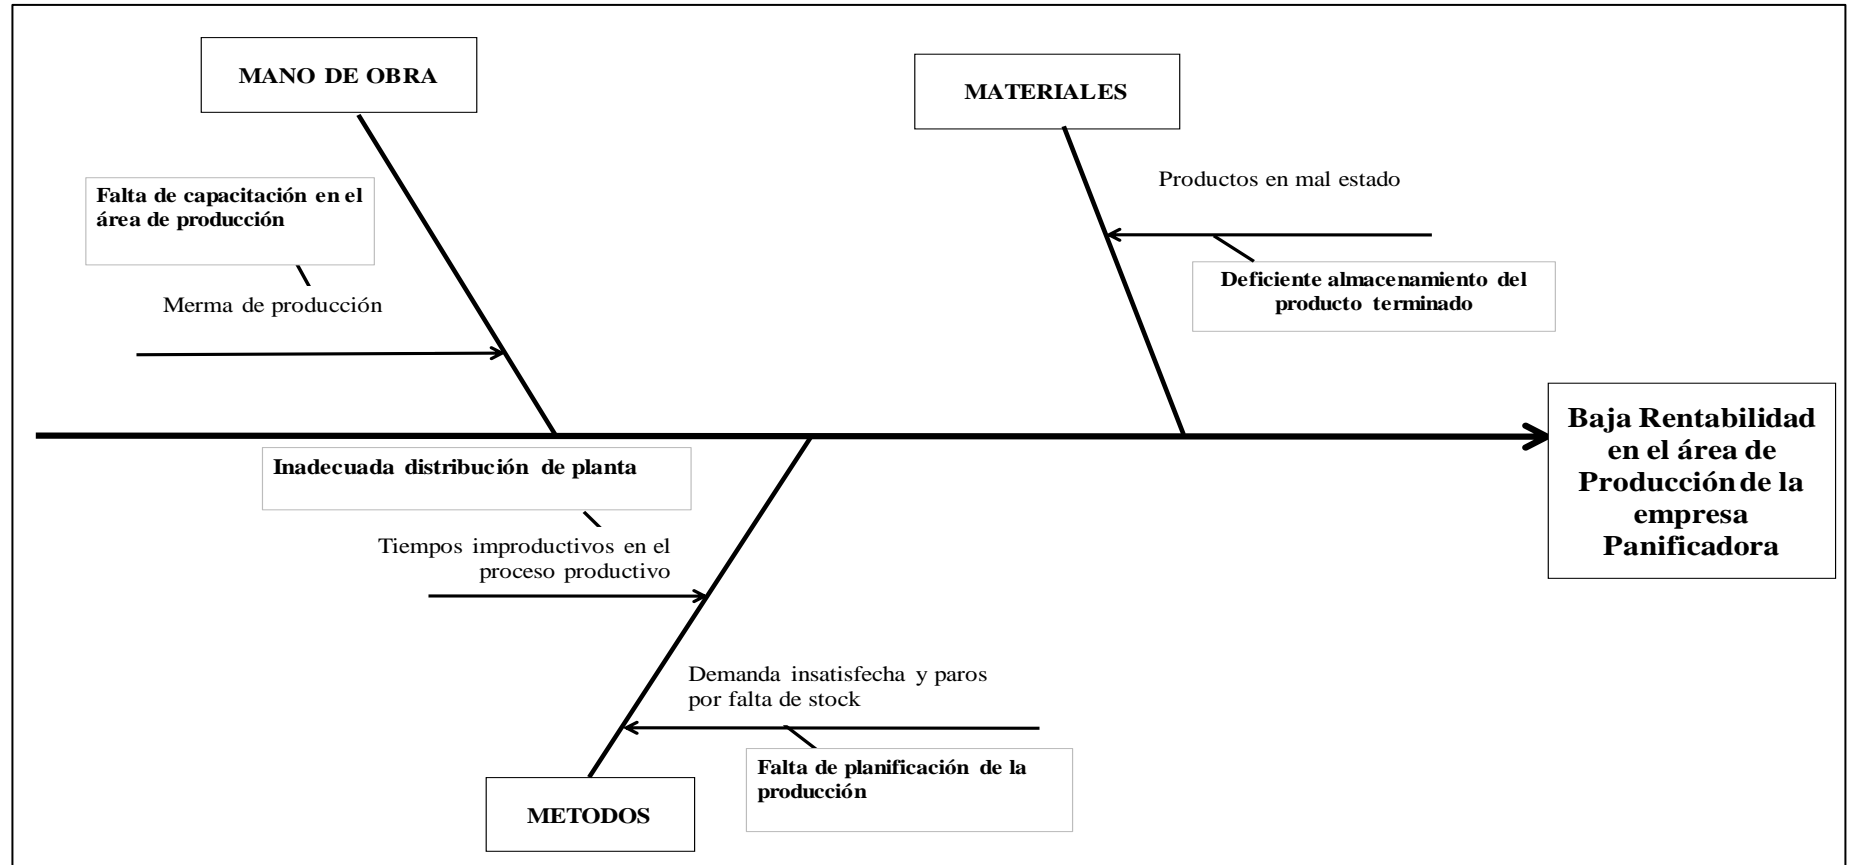 MANO DE OBRA
MATERIALES
Falta de capacitación en el
área de producción
Merma de producción
Productos en mal estado
Deficiente almacenamiento del
producto terminado
Baja Rentabilidad
en el área de
Producción de la
empresa
Panificadora
Inadecuada distribución de planta
Tiempos improductivos en el
proceso productivo
Demanda insatisfecha y paros
por falta de stock
Falta de planificación de la
producción
METODOS